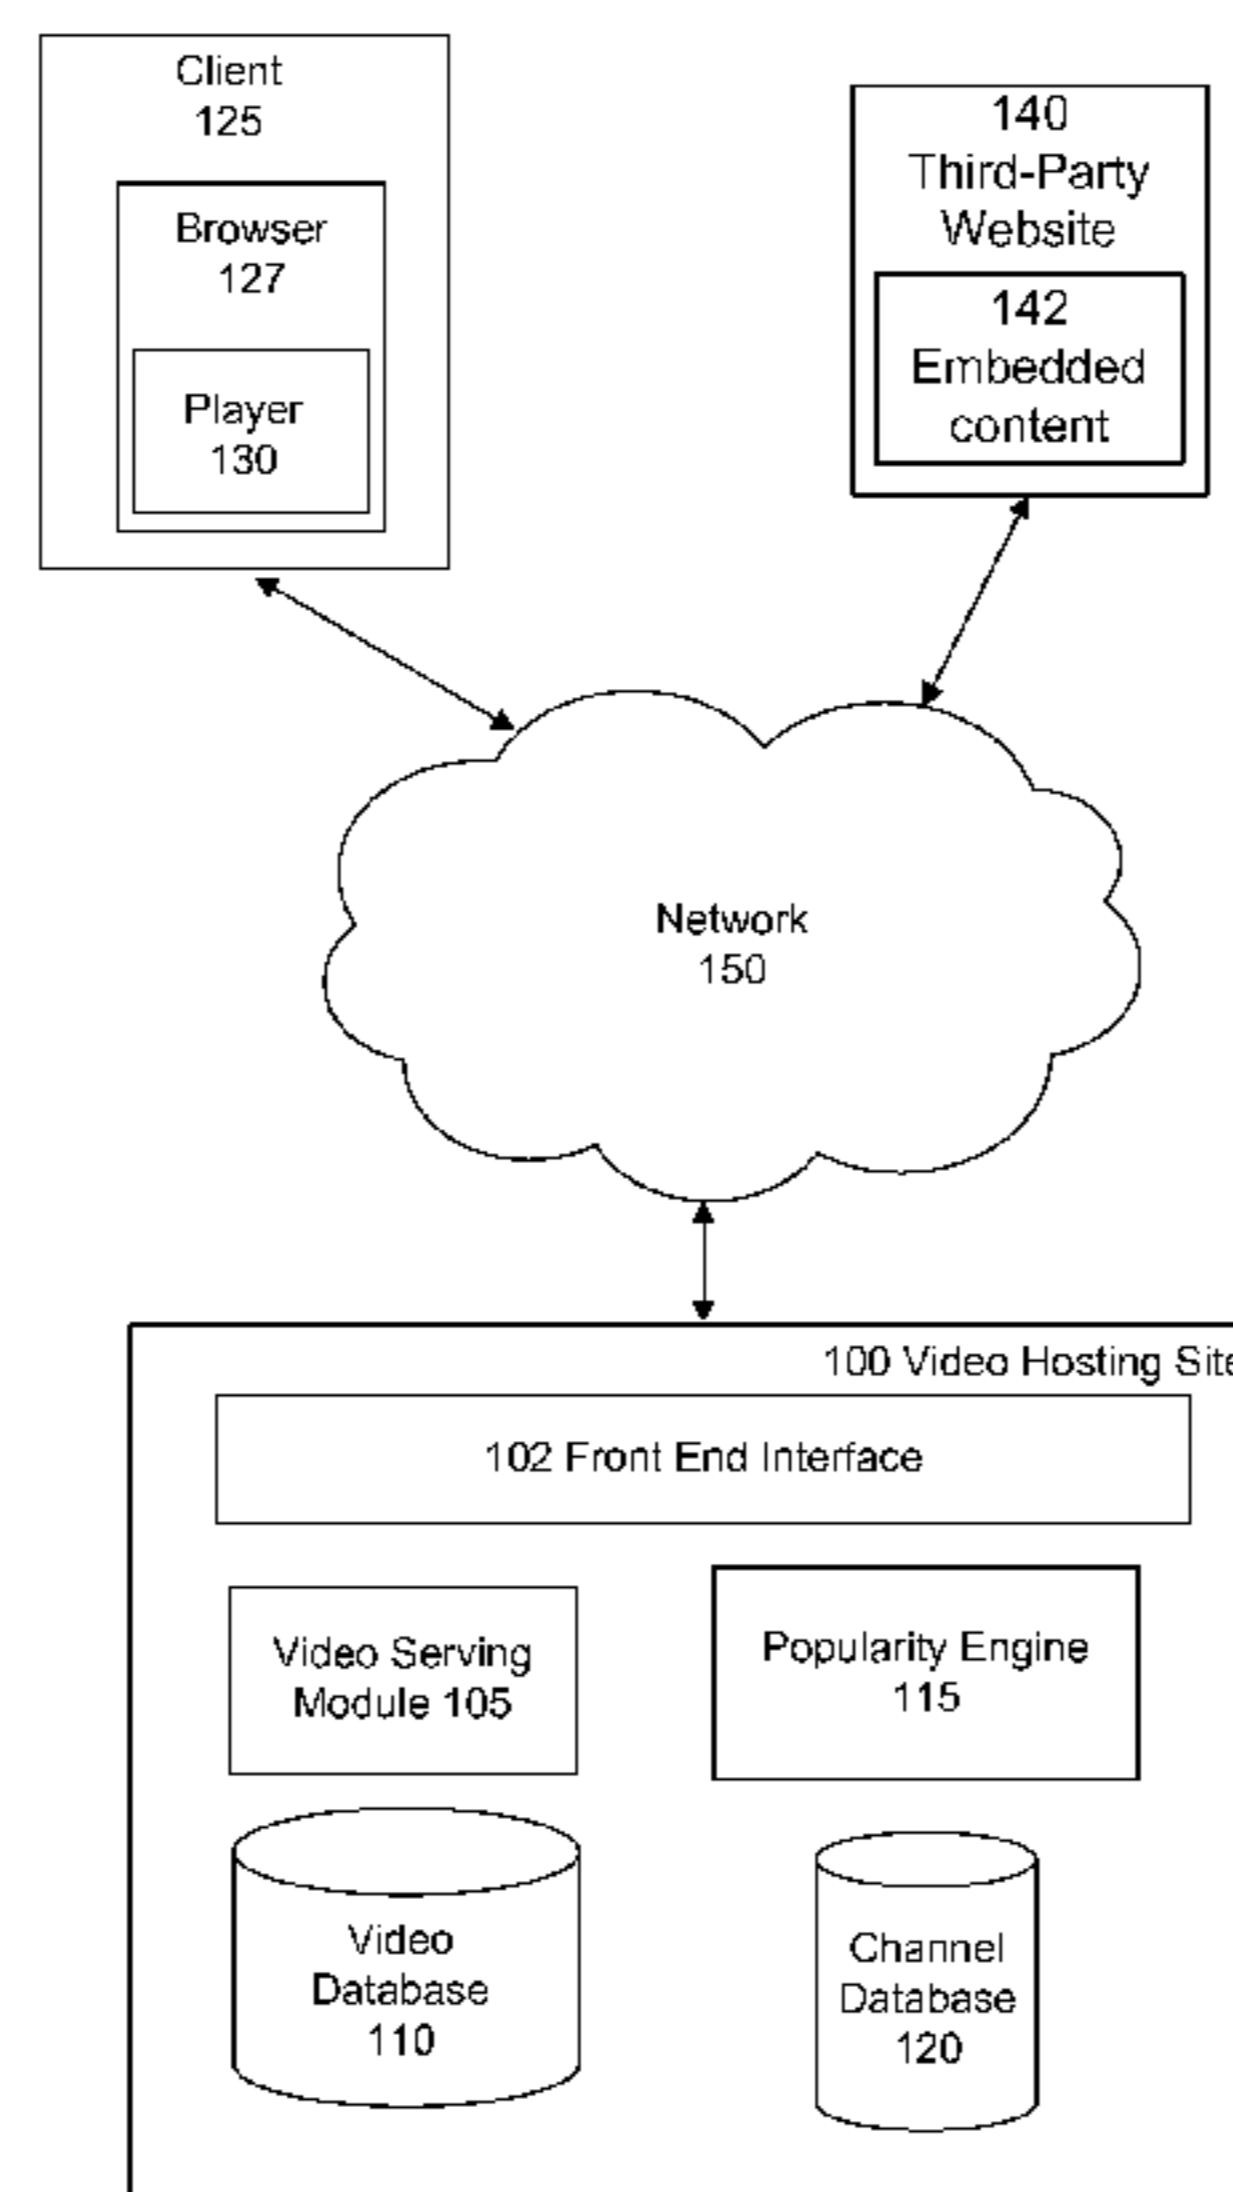 Client
125
Browser
127
Player
130
140
Third-Party
Website
142
Embedded
content
Network
150
100 Video Hosting Site
102 Front End Interface
Video Serving
Module 105
Popularity Engine
115
Video
Database
110
Channel
Database
120